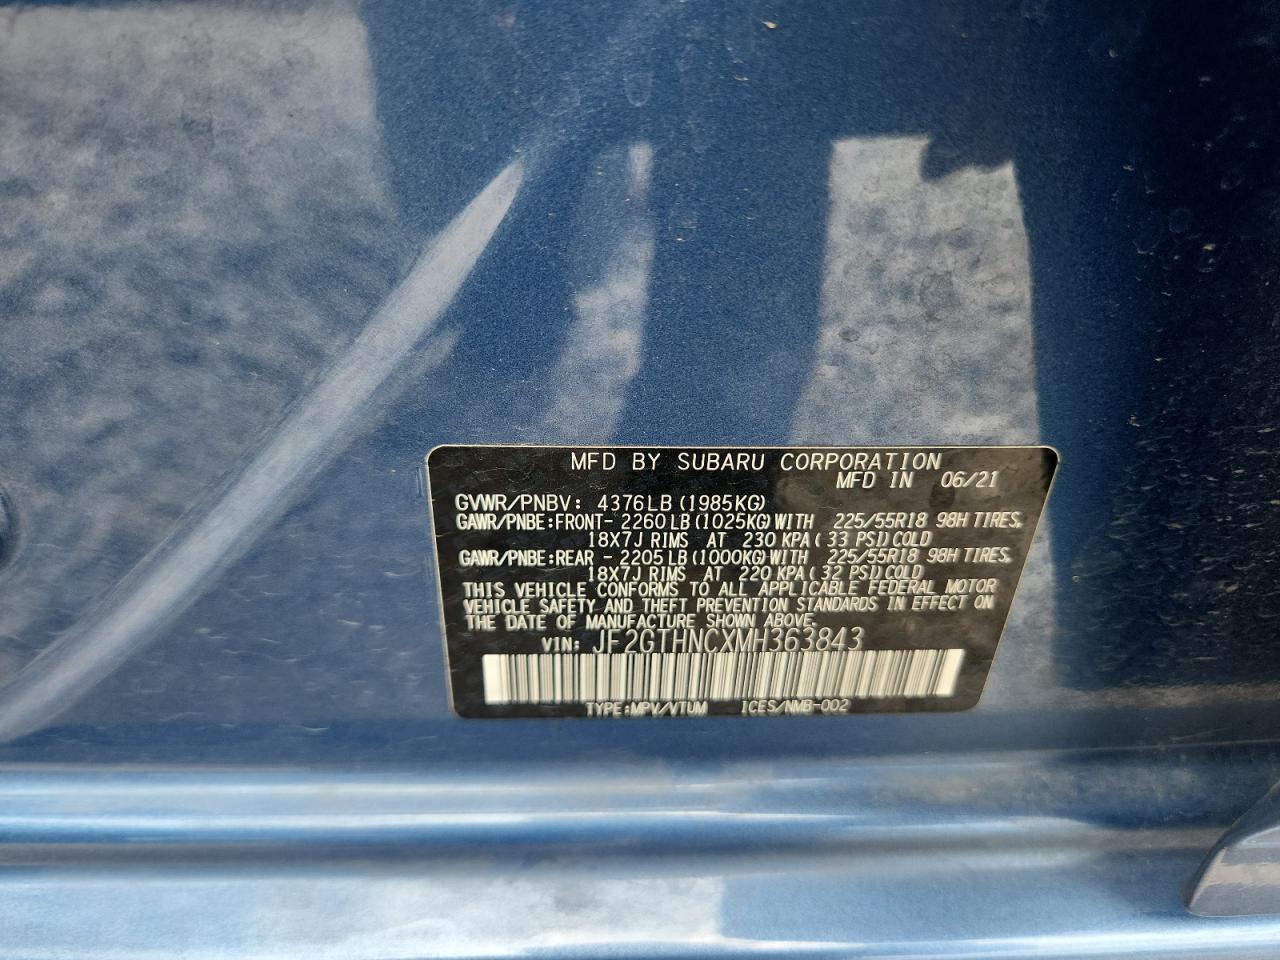 MFD BY SUBARU CORPORATION
MFD IN 06/21
GVWR/PNBV: 4376LB (1985KG)
GAWR/PNBE:FRONT- 2260LB (1025KG) WITH 225/55R18 98H TIRES,
18X7J RIMS AT 230 KPA ( 33 PSI) COLD
GAWR/PNBE:REAR - 2205LB (1000KG) WITH 225/55R18 98H TIRES,
18X7J RIMS AT 220 KPA ( 32 PSI) COLD
THIS VEHICLE CONFORMS TO ALL APPLICABLE FEDERAL MOTOR
VEHICLE SAFETY AND THEFT PREVENTION STANDARDS IN EFFECT ON
THE DATE OF MANUFACTURE SHOWN ABOVE.
VIN: JF2GTHNCXMH363843
TYPE:MPV/VTUM ICES/NMB-002